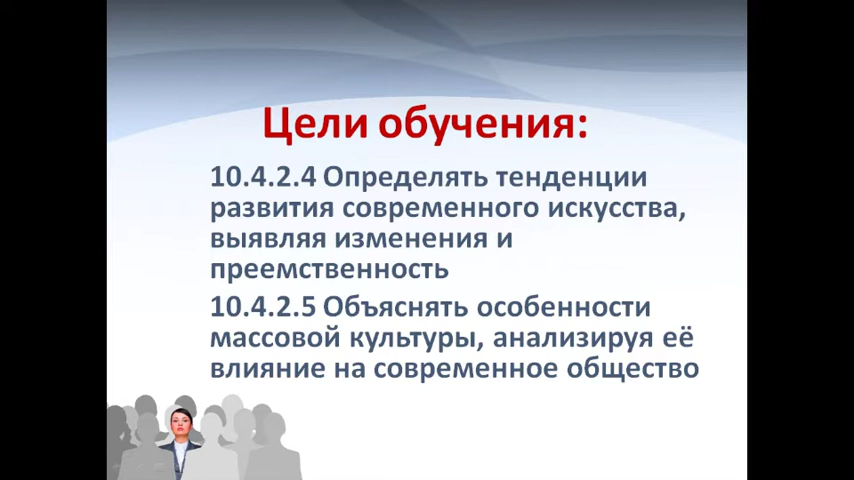 Цели обучения:
10.4.2.4 Определять тенденции
развития современного искусства,
выявляя изменения и
преемственность
10.4.2.5 Объяснять особенности
массовой культуры, анализируя её
влияние на современное общество